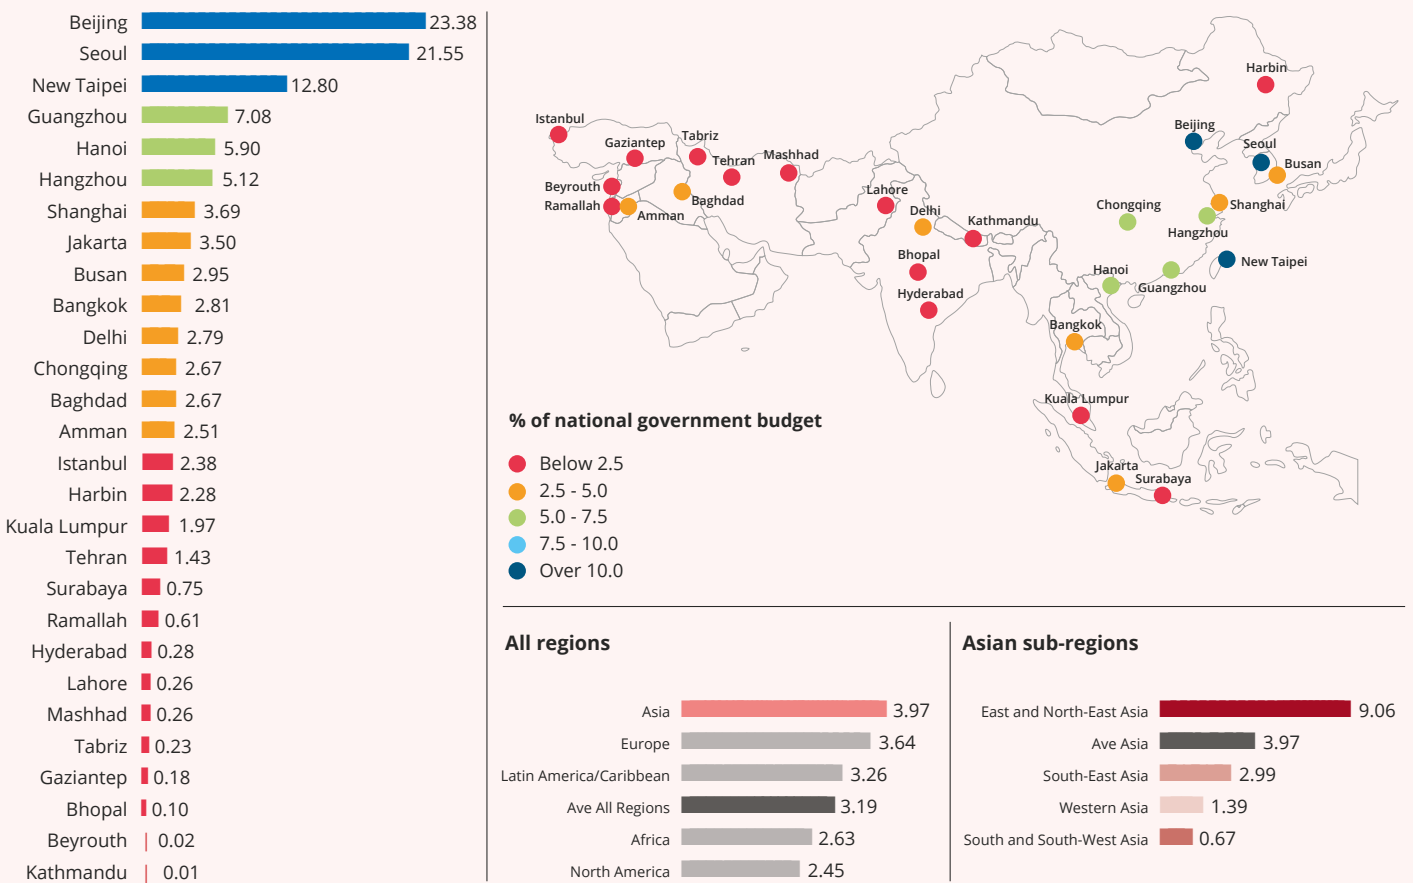 Beijing 23.38
Seoul 21.55
New Taipei 12.80
Guangzhou 7.08
Hanoi 5.90
Hangzhou 5.12
Shanghai 3.69
Jakarta 3.50
Busan 2.95
Bangkok 2.81
Delhi 2.79
Chongqing 2.67
Baghdad 2.67
Amman 2.51
Istanbul 2.38
Harbin 2.28
Kuala Lumpur 1.97
Tehran 1.43
Surabaya 0.75
Ramallah 0.61
Hyderabad 0.28
Lahore 0.26
Mashhad 0.26
Tabriz 0.23
Gaziantep 0.18
Bhopal 0.10
Beyrouth 0.02
Kathmandu 0.01
Harbin
Istanbul
Beijing
Tabriz
Gaziantep
Seoul
Mashhad
Tehran
Busan
Beyrouth
Lahore
Baghdad
Ramallah
Chongqing
Shanghai
Delhi
Amman
Kathmandu
Hangzhou
Bhopal
New Taipei
Hanoi
Guangzhou
Hyderabad
Bangkok
Kuala Lumpur
Jakarta
Surabaya
% of national government budget
Below 2.5
2.5 - 5.0
5.0 - 7.5
7.5 - 10.0
Over 10.0
All regions
Asia 3.97
Europe 3.64
Latin America/Caribbean 3.26
Ave All Regions 3.19
Africa 2.63
North America 2.45
Asian sub-regions
East and North-East Asia 9.06
Ave Asia 3.97
South-East Asia 2.99
Western Asia 1.39
South and South-West Asia 0.67